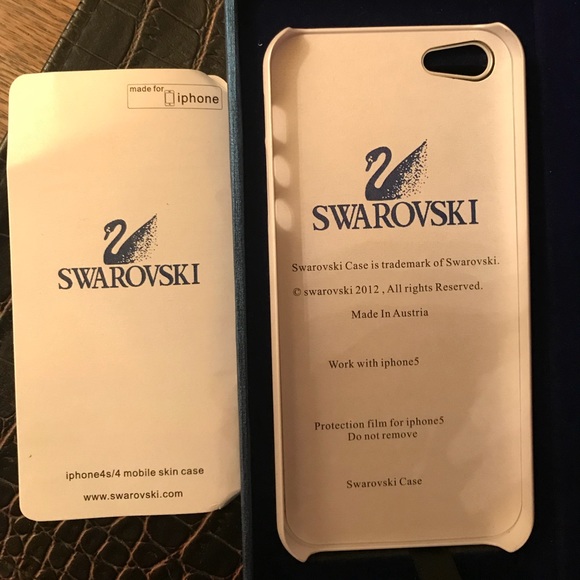 made for iphone
SWAROVSKI
iphone4s/4 mobile skin case
www.swarovski.com
SWAROVSKI
Swarovski Case is trademark of Swarovski.
© swarovski 2012 , All rights Reserved.
Made In Austria
Work with iphone5
Protection film for iphone5
Do not remove
Swarovski Case